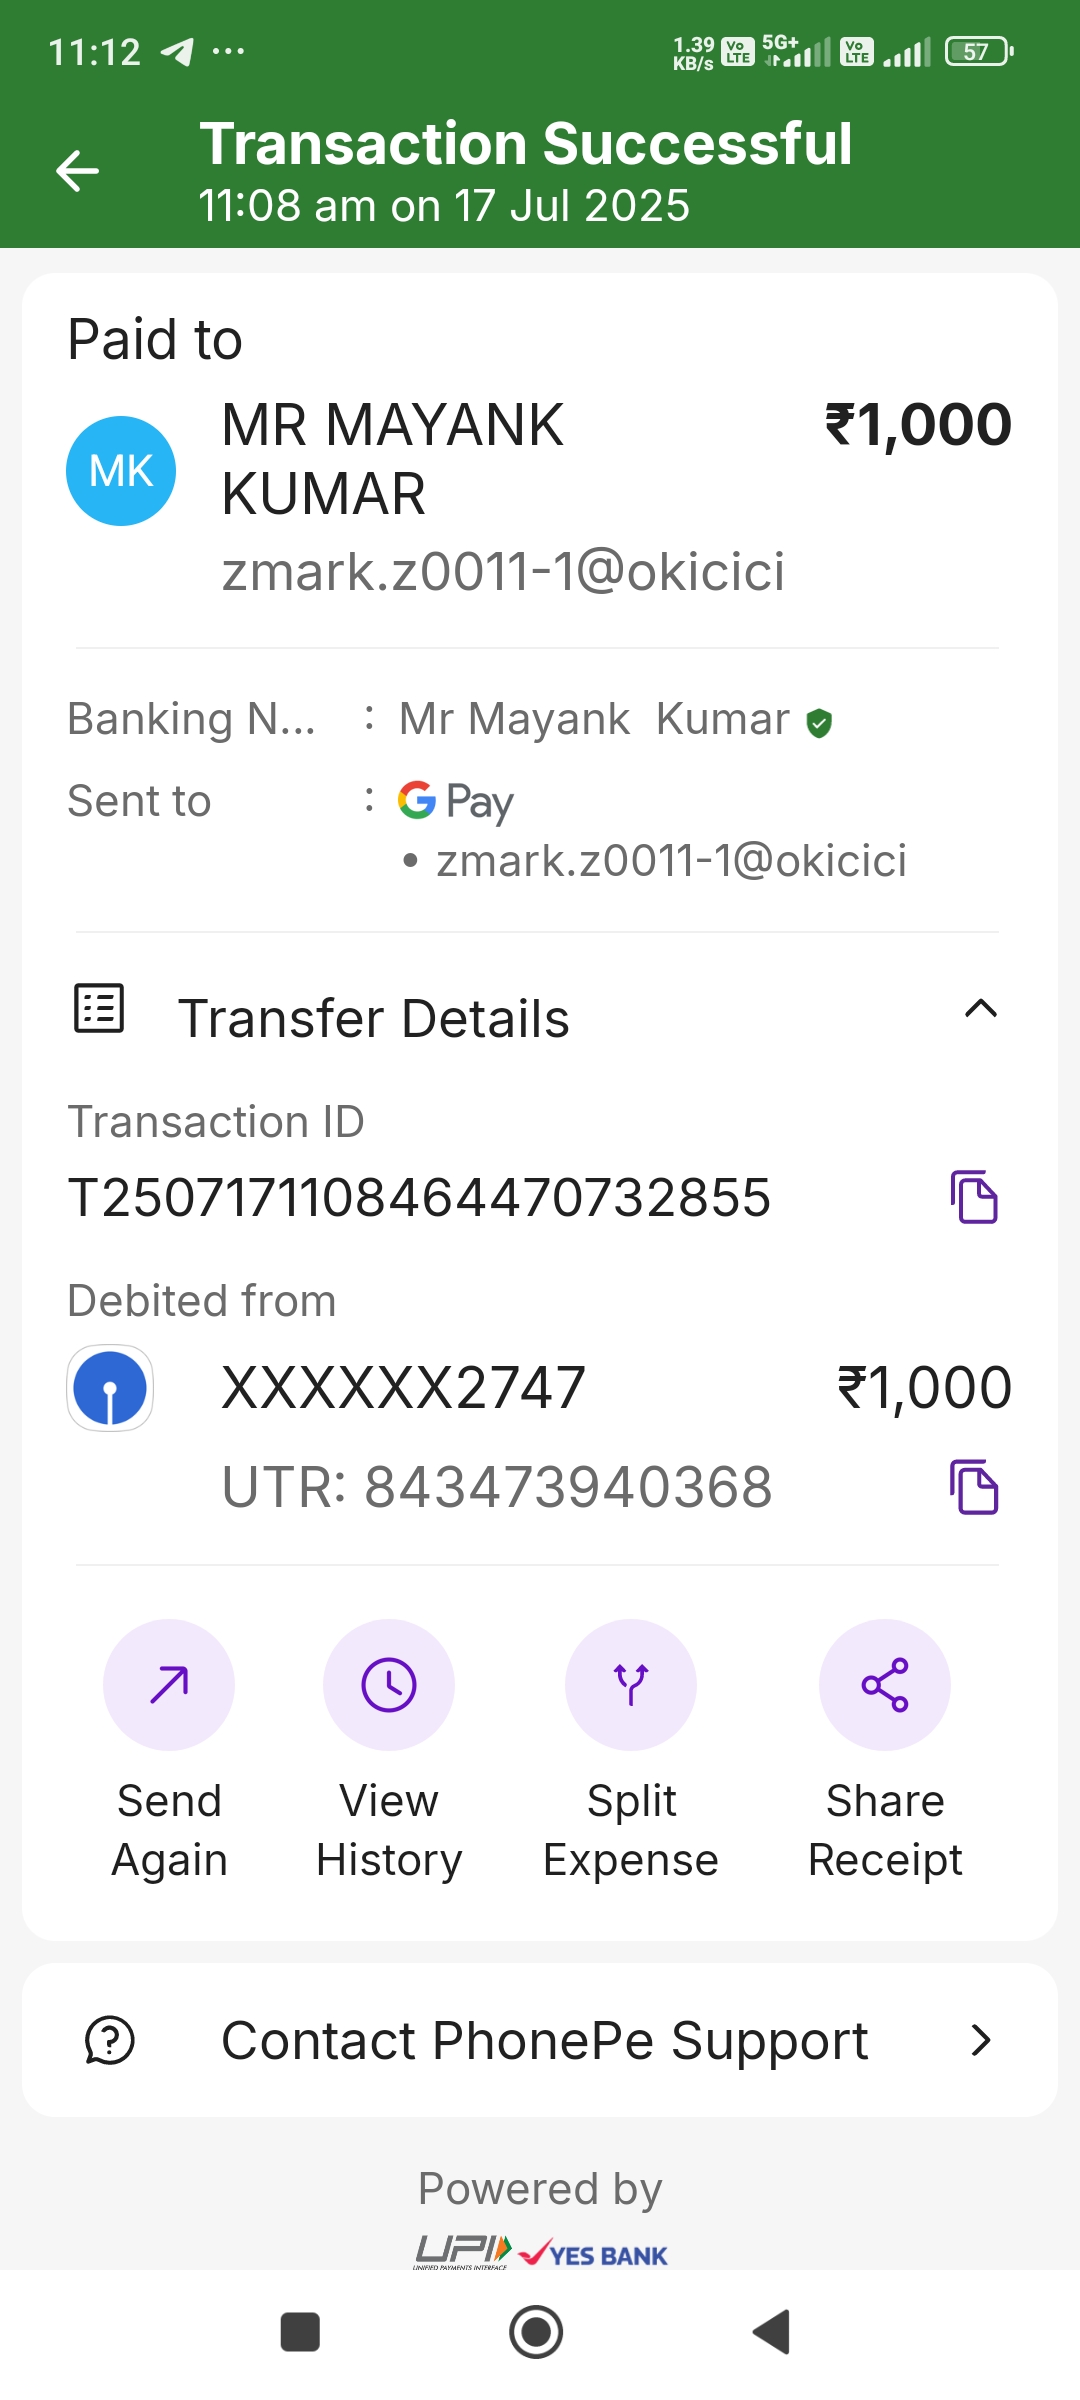 11:12 ... 1.39 KB/s Vo LTE 5G+ Vo LTE 57
Transaction Successful
11:08 am on 17 Jul 2025
Paid to
MK
MR MAYANK
KUMAR
₹1,000
zmark.z0011-1@okicici
Banking N... : Mr Mayank Kumar
Sent to : G Pay
• zmark.z0011-1@okicici
Transfer Details
Transaction ID
T2507171108464470732855
Debited from
XXXXXX2747 ₹1,000
UTR: 843473940368
Send Again
View History
Split Expense
Share Receipt
Contact PhonePe Support
Powered by
UPI YES BANK
UNIFIED PAYMENTS INTERFACE